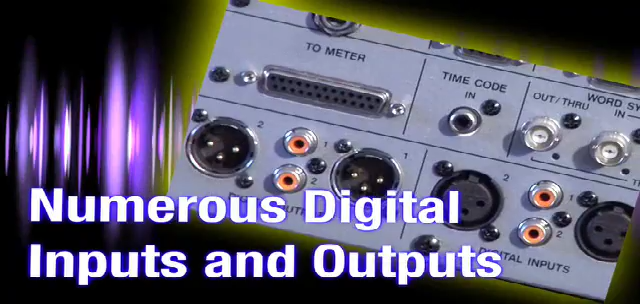 TO METER
TIME CODE
IN
OUT/THRU
WORD SY
IN
2
1
1
2
2
1
1
2
DIGITAL INPUTS
Numerous Digital
Inputs and Outputs